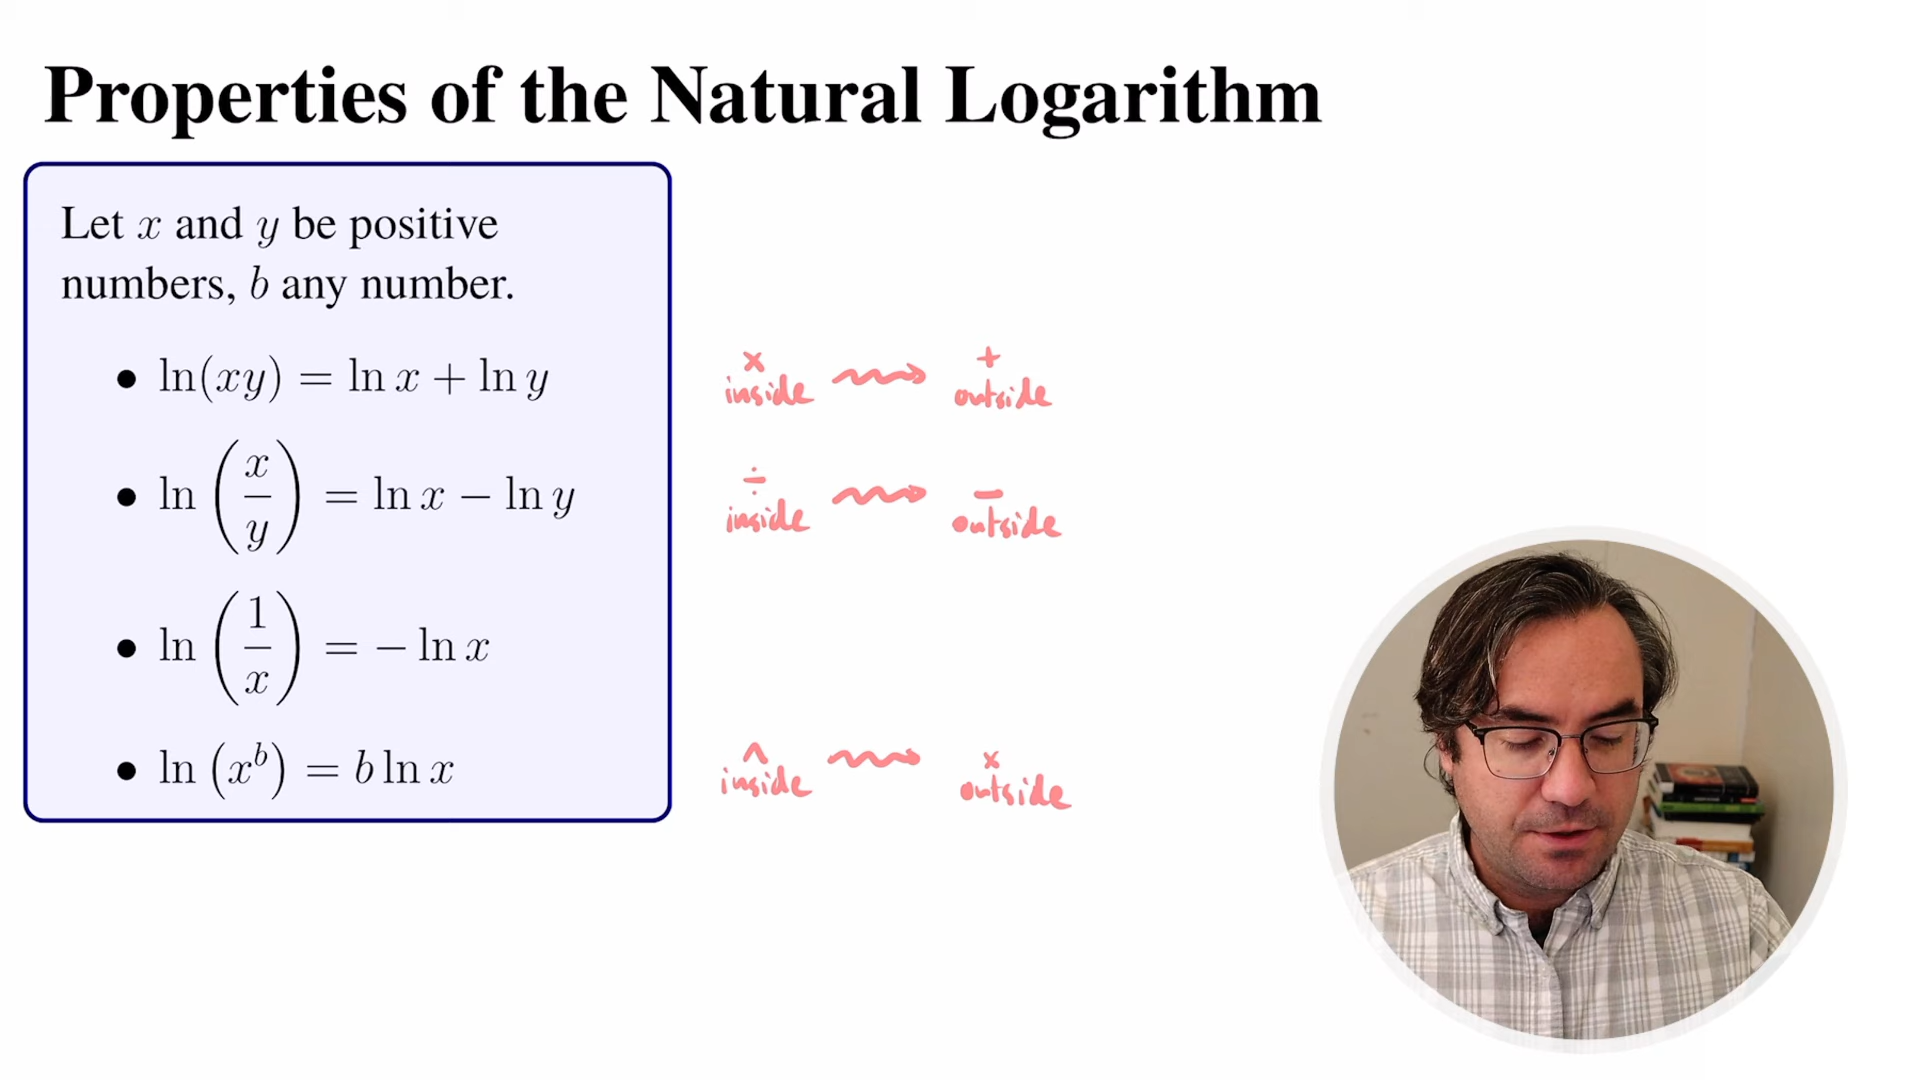 Properties of the Natural Logarithm
Let x and y be positive
numbers, b any number.
• ln(xy) = ln x + ln y
× inside ⟿ + outside
• ln (x/y) = ln x − ln y
÷ inside ⟿ − outside
• ln (1/x) = − ln x
• ln (x^b) = b ln x
^ inside ⟿ × outside